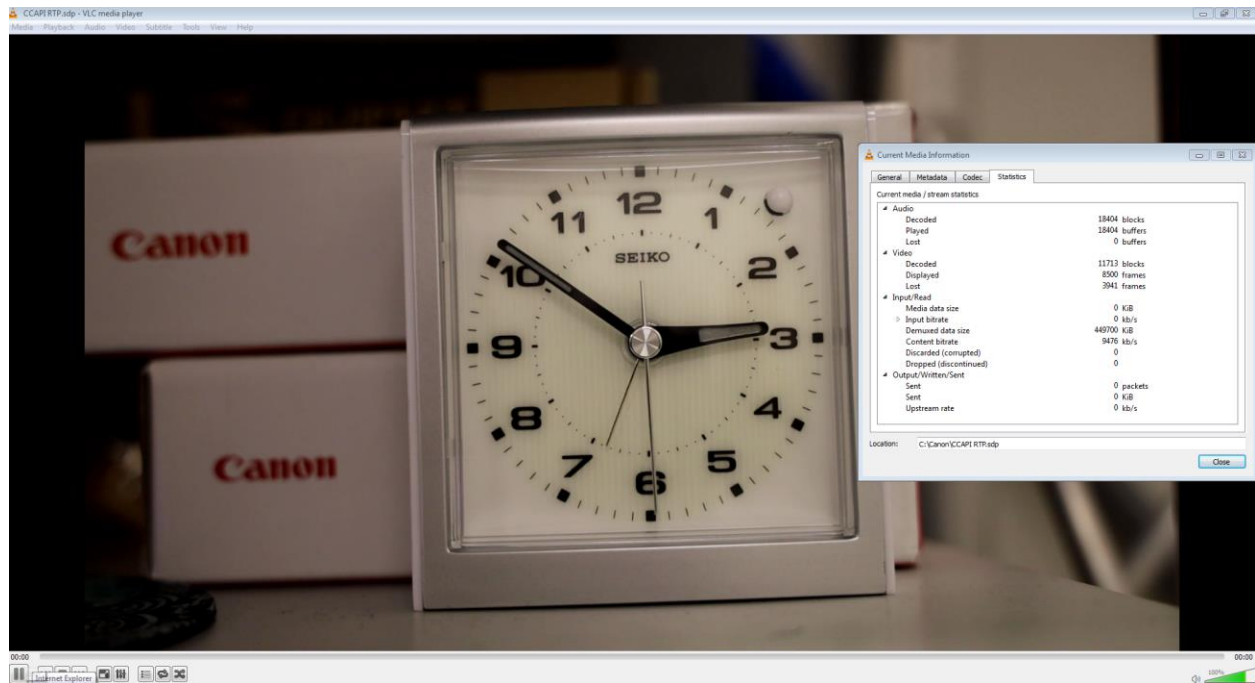 CCAPI RTP.sdp - VLC media player
Media Playback Audio Video Subtitle Tools View Help
Canon
Canon
12
1
2
3
4
5
6
7
8
9
10
11
SEIKO
Current Media Information
General Metadata Codec Statistics
Current media / stream statistics
Audio
Decoded 18404 blocks
Played 18404 buffers
Lost 0 buffers
Video
Decoded 11713 blocks
Displayed 8500 frames
Lost 3941 frames
Input/Read
Media data size 0 KiB
Input bitrate 0 kb/s
Demuxed data size 449700 KiB
Content bitrate 9476 kb/s
Discarded (corrupted) 0
Dropped (discontinued) 0
Output/Written/Sent
Sent 0 packets
Sent 0 KiB
Upstream rate 0 kb/s
Location: C:\Canon\CCAPI RTP.sdp
Close
00:00 00:00
Internet Explorer
100%